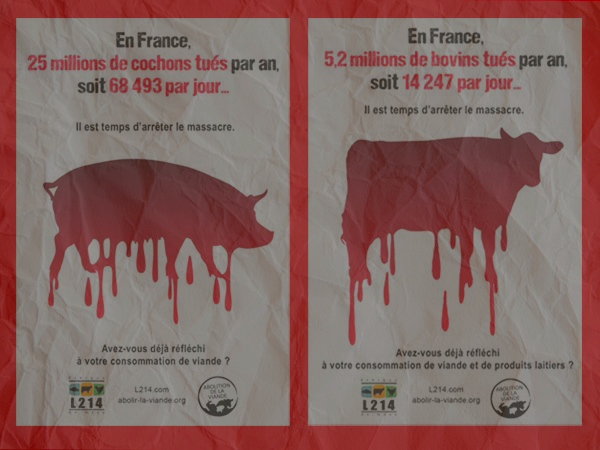 En France,
25 millions de cochons tués par an,
soit 68 493 par jour...
Il est temps d'arrêter le massacre.
Avez-vous déjà réfléchi
à votre consommation de viande ?
L214
L214.com
abolir-la-viande.org
ABOLITION
DE LA
VIANDE
En France,
5,2 millions de bovins tués par an,
soit 14 247 par jour...
Il est temps d'arrêter le massacre.
Avez-vous déjà réfléchi
à votre consommation de viande et de produits laitiers ?
L214
L214.com
abolir-la-viande.org
ABOLITION
DE LA
VIANDE